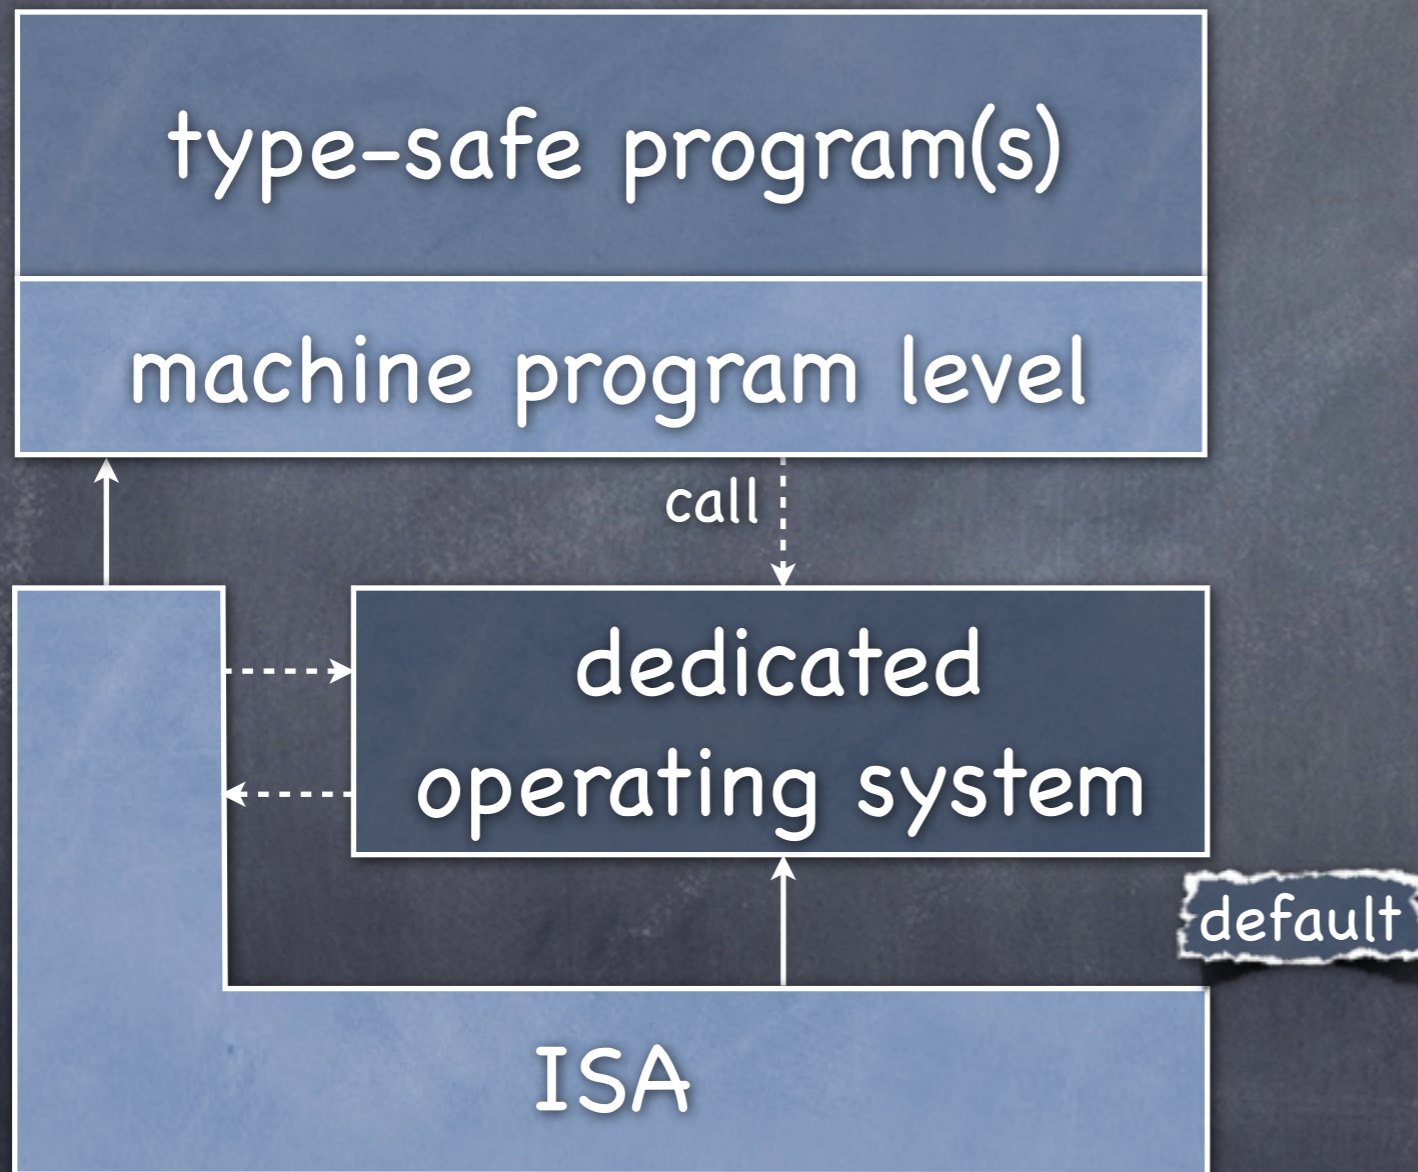 type-safe program(s)
machine program level
call
dedicated
operating system
default
ISA